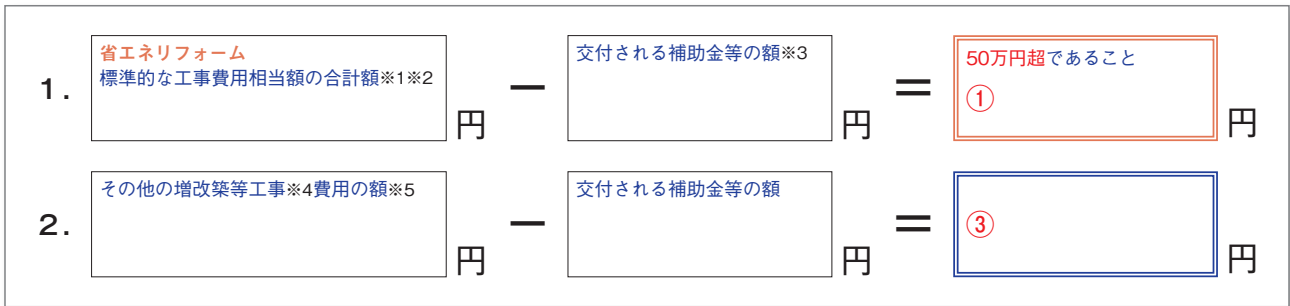 1. 省エネリフォーム
標準的な工事費用相当額の合計額※1※2 円 − 交付される補助金等の額※3 円 = 50万円超であること
① 円
2. その他の増改築等工事※4費用の額※5 円 − 交付される補助金等の額 円 = ③ 円